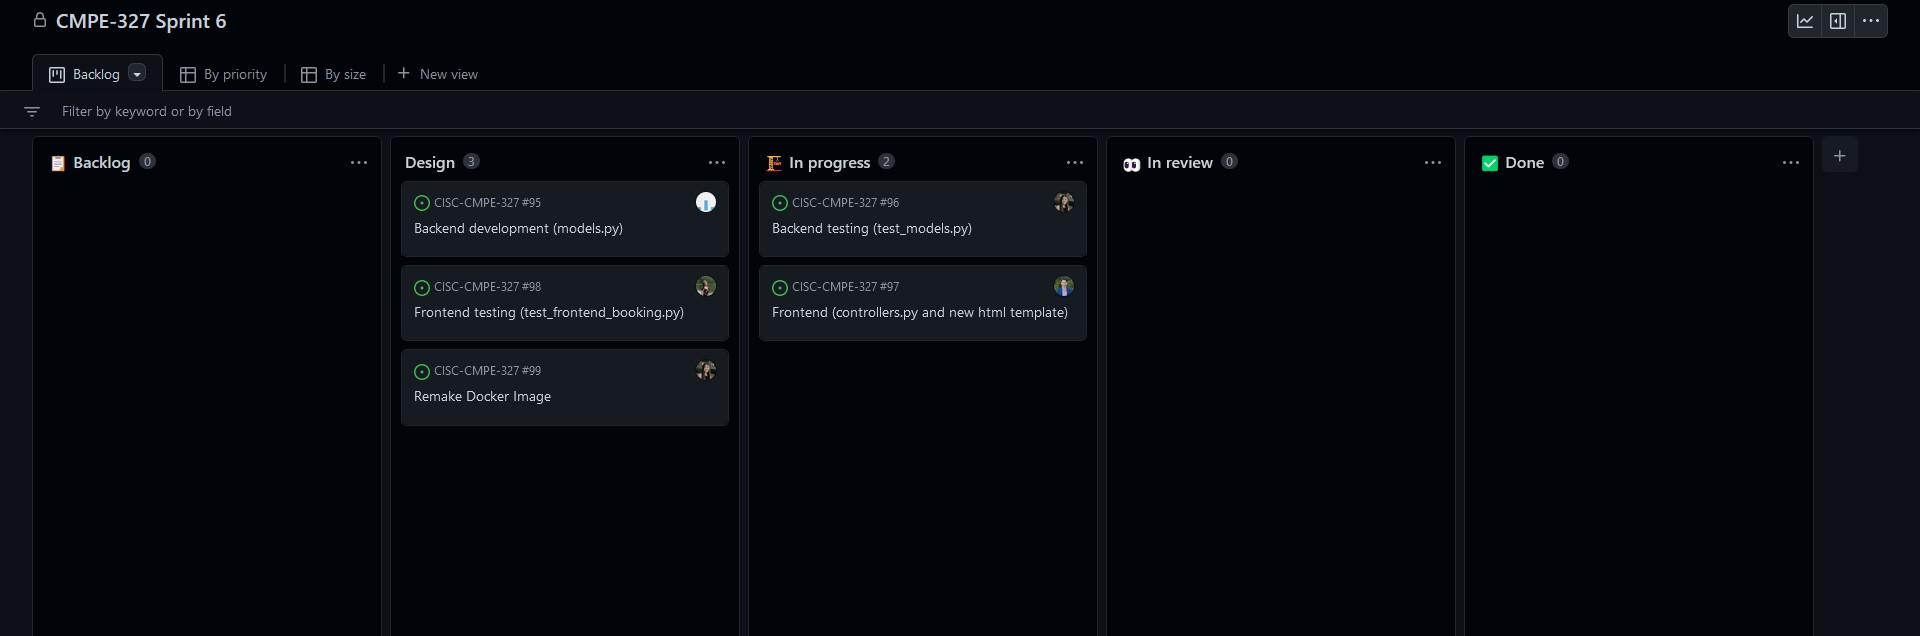 CMPE-327 Sprint 6
Backlog
By priority
By size
New view
Filter by keyword or by field
Backlog 0
Design 3
CISC-CMPE-327 #95
Backend development (models.py)
CISC-CMPE-327 #98
Frontend testing (test_frontend_booking.py)
CISC-CMPE-327 #99
Remake Docker Image
In progress 2
CISC-CMPE-327 #96
Backend testing (test_models.py)
CISC-CMPE-327 #97
Frontend (controllers.py and new html template)
In review 0
Done 0